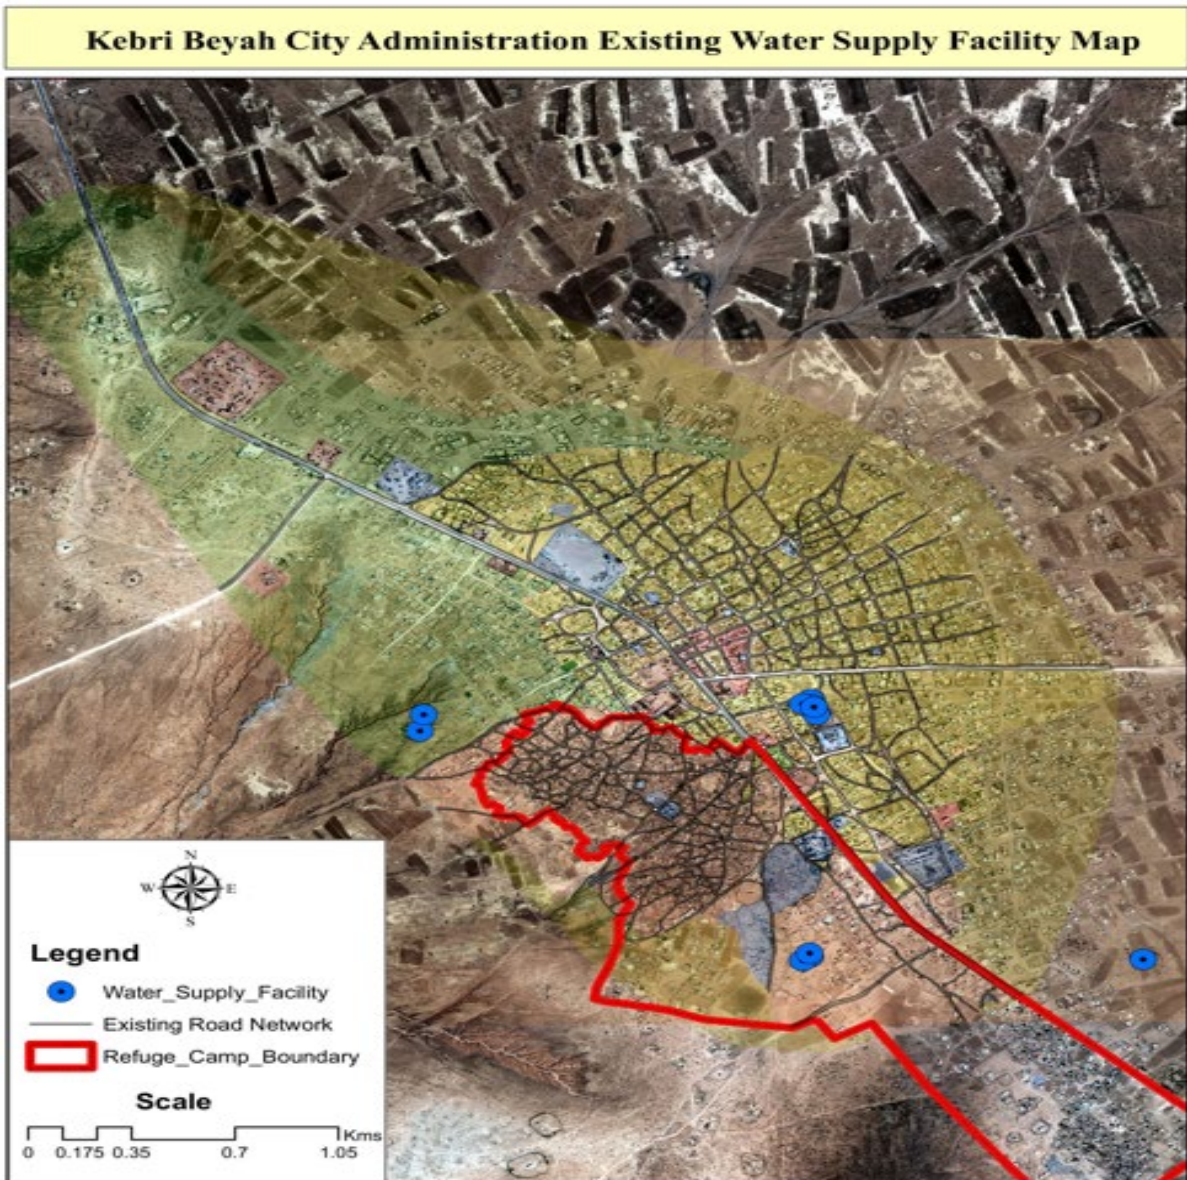 Kebri Beyah City Administration Existing Water Supply Facility Map
N
W E
S
Legend
Water_Supply_Facility
Existing Road Network
Refuge_Camp_Boundary
Scale
Kms
0 0.175 0.35 0.7 1.05